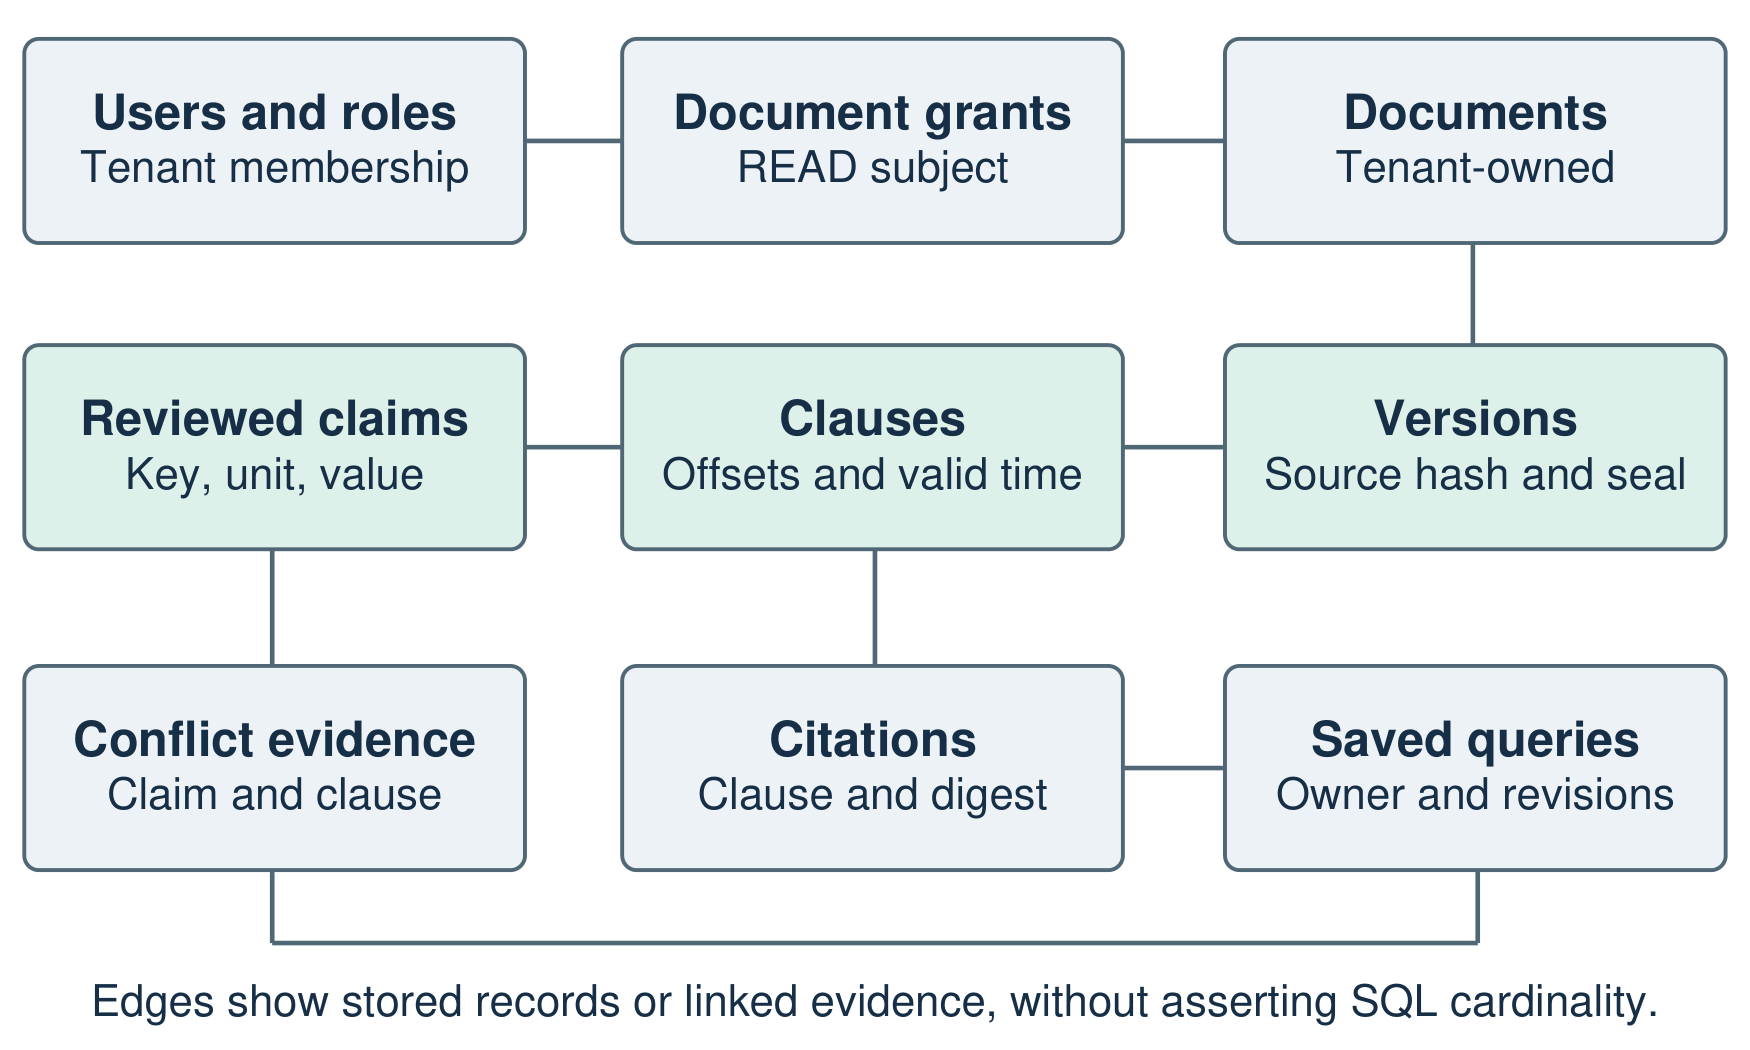 Users and roles
Tenant membership
Document grants
READ subject
Documents
Tenant-owned
Reviewed claims
Key, unit, value
Clauses
Offsets and valid time
Versions
Source hash and seal
Conflict evidence
Claim and clause
Citations
Clause and digest
Saved queries
Owner and revisions
Edges show stored records or linked evidence, without asserting SQL cardinality.